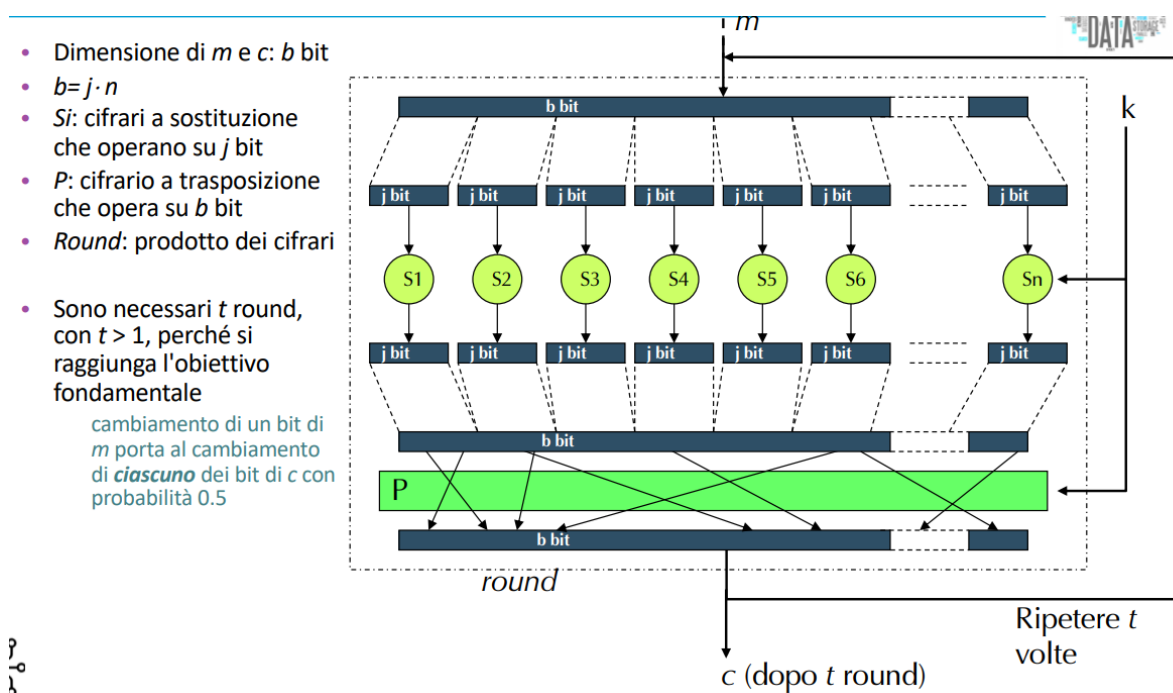 DATA STORAGE
• Dimensione di m e c: b bit
• b= j· n
• Si: cifrari a sostituzione
che operano su j bit
• P: cifrario a trasposizione
che opera su b bit
• Round: prodotto dei cifrari
• Sono necessari t round,
con t > 1, perché si
raggiunga l'obiettivo
fondamentale
cambiamento di un bit di
m porta al cambiamento
di ciascuno dei bit di c con
probabilità 0.5
m
b bit
k
j bit j bit j bit j bit j bit j bit j bit
S1 S2 S3 S4 S5 S6 Sn
j bit j bit j bit j bit j bit j bit j bit
b bit
P
b bit
round
Ripetere t
volte
c (dopo t round)